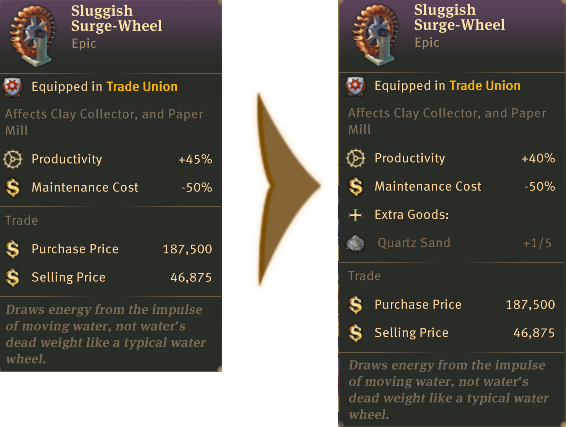 Sluggish
Surge-Wheel
Epic
Equipped in Trade Union
Affects Clay Collector, and Paper
Mill
Productivity +45%
Maintenance Cost -50%
Trade
Purchase Price 187,500
Selling Price 46,875
Draws energy from the impulse
of moving water, not water's
dead weight like a typical water
wheel.
Sluggish
Surge-Wheel
Epic
Equipped in Trade Union
Affects Clay Collector, and Paper
Mill
Productivity +40%
Maintenance Cost -50%
Extra Goods:
Quartz Sand +1/5
Trade
Purchase Price 187,500
Selling Price 46,875
Draws energy from the impulse
of moving water, not water's
dead weight like a typical water
wheel.